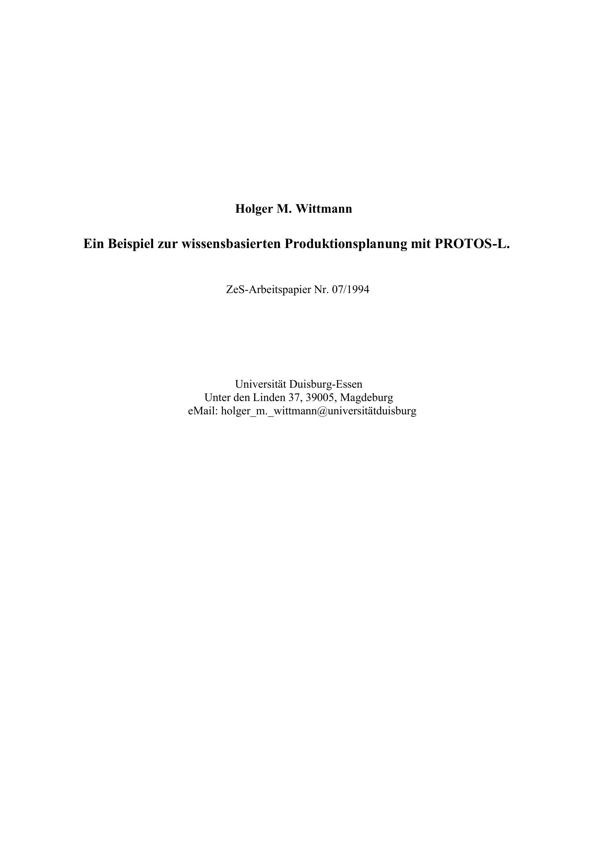 Holger M. Wittmann
Ein Beispiel zur wissensbasierten Produktionsplanung mit PROTOS-L.
ZeS-Arbeitspapier Nr. 07/1994
Universität Duisburg-Essen
Unter den Linden 37, 39005, Magdeburg
eMail: holger_m._wittmann@universitätduisburg